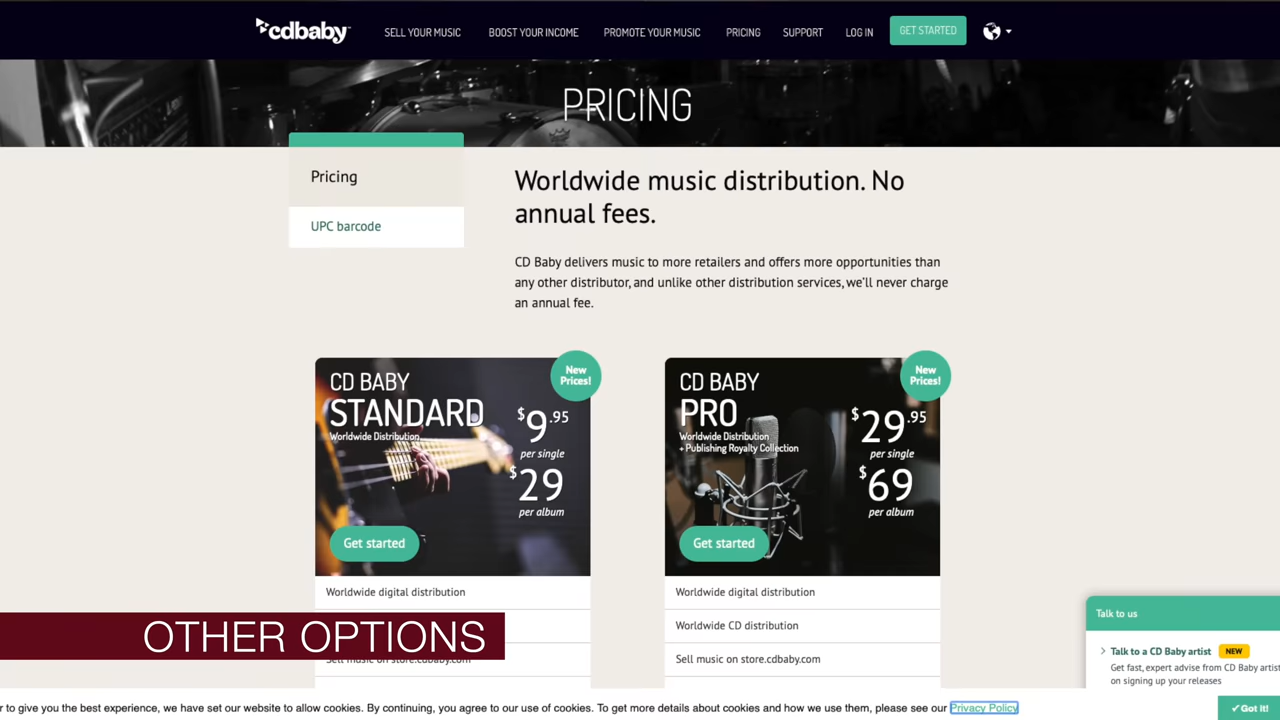 cdbaby
SELL YOUR MUSIC
BOOST YOUR INCOME
PROMOTE YOUR MUSIC
PRICING
SUPPORT
LOG IN
GET STARTED
PRICING
Pricing
UPC barcode
Worldwide music distribution. No
annual fees.
CD Baby delivers music to more retailers and offers more opportunities than
any other distributor, and unlike other distribution services, we'll never charge
an annual fee.
New
Prices!
CD BABY
STANDARD
Worldwide Distribution
$9.95
per single
$29
per album
Get started
Worldwide digital distribution
Sell music on store.cdbaby.com
New
Prices!
CD BABY
PRO
Worldwide Distribution
+ Publishing Royalty Collection
$29.95
per single
$69
per album
Get started
Worldwide digital distribution
Worldwide CD distribution
Sell music on store.cdbaby.com
OTHER OPTIONS
Talk to us
Talk to a CD Baby artist NEW
Get fast, expert advise from CD Baby artist
on signing up your releases
r to give you the best experience, we have set our website to allow cookies. By continuing, you agree to our use of cookies. To get more details about cookies and how we use them, please see our Privacy Policy
✔Got it!